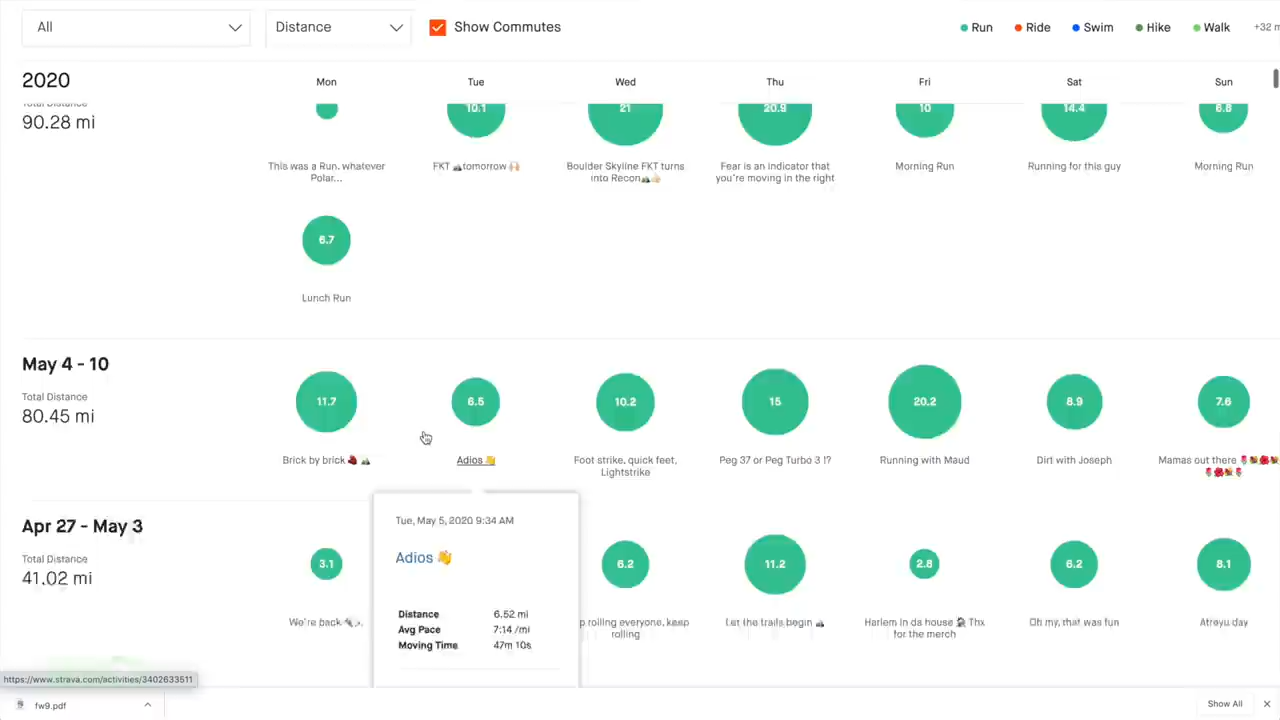 All
Distance
Show Commutes
Run
Ride
Swim
Hike
Walk
+32 m
2020
Mon
Tue
Wed
Thu
Fri
Sat
Sun
Total Distance
90.28 mi
10.1
21
20.9
10
14.4
6.8
This was a Run, whatever
Polar...
FKT 🏔tomorrow 🙌🏼
Boulder Skyline FKT turns
into Recon🏔👍🏼
Fear is an indicator that
you're moving in the right
Morning Run
Running for this guy
Morning Run
6.7
Lunch Run
May 4 - 10
Total Distance
80.45 mi
11.7
6.5
10.2
15
20.2
8.9
7.6
Brick by brick
Adios 👋
Foot strike, quick feet,
Lightstrike
Peg 37 or Peg Turbo 3 !?
Running with Maud
Dirt with Joseph
Mamas out there
Apr 27 - May 3
Total Distance
41.02 mi
3.1
6.2
11.2
2.8
6.2
8.1
We're back
p rolling everyone, keep
rolling
Let the trails begin
Harlem in da house 🏠 Thx
for the merch
Oh my, that was fun
Atreyu day
Tue, May 5, 2020 9:34 AM
Adios 👋
Distance 6.52 mi
Avg Pace 7:14 /mi
Moving Time 47m 10s
https://www.strava.com/activities/3402633511
fw9.pdf
Show All